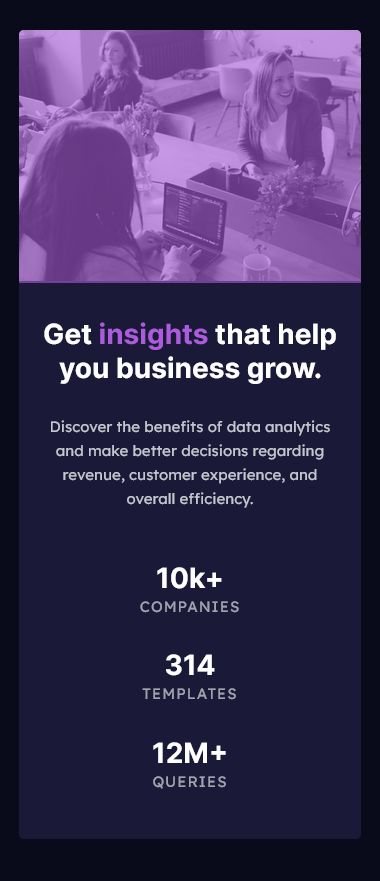 Get insights that help
you business grow.
Discover the benefits of data analytics
and make better decisions regarding
revenue, customer experience, and
overall efficiency.
10k+
COMPANIES
314
TEMPLATES
12M+
QUERIES